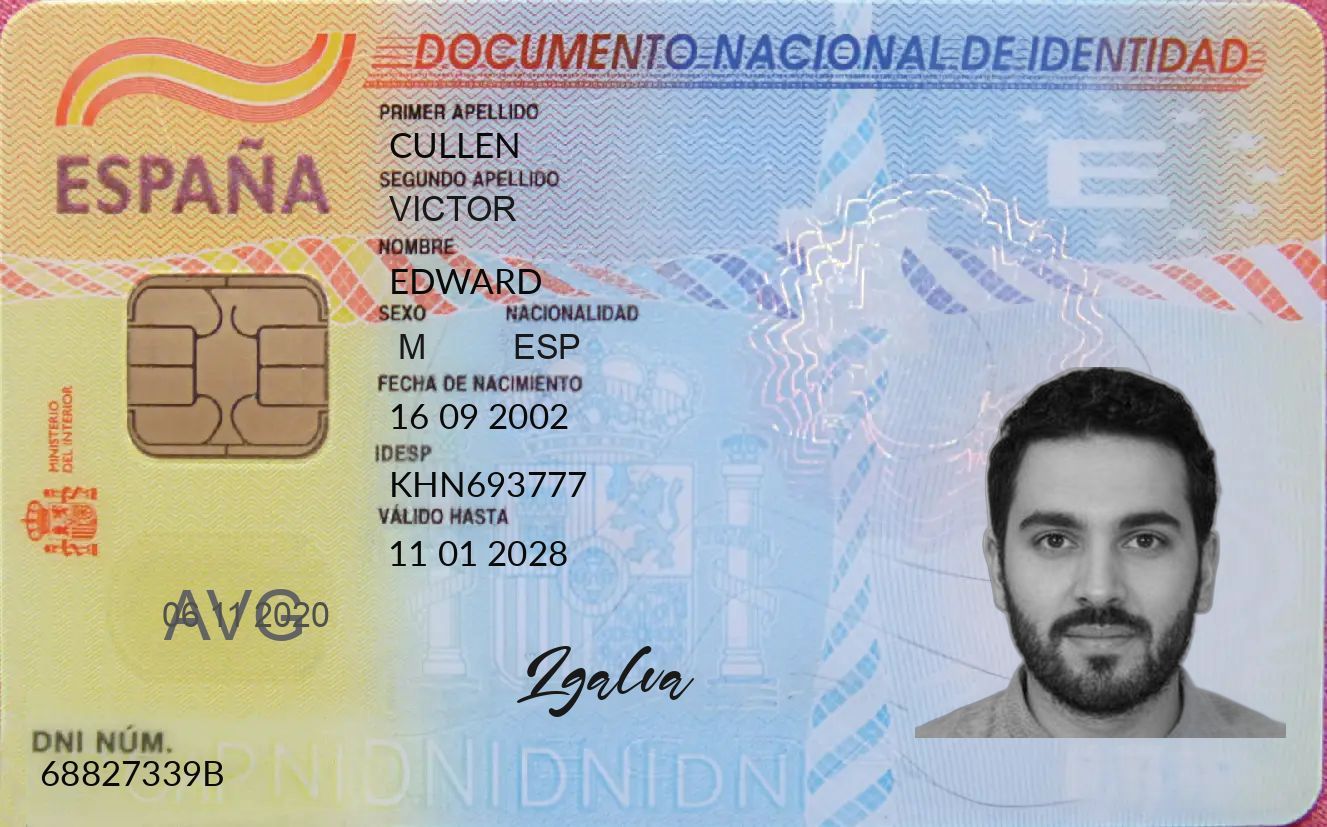 DOCUMENTO NACIONAL DE IDENTIDAD
ESPAÑA
PRIMER APELLIDO
CULLEN
SEGUNDO APELLIDO
VICTOR
NOMBRE
EDWARD
SEXO NACIONALIDAD
M ESP
FECHA DE NACIMIENTO
16 09 2002
IDESP
KHN693777
VÁLIDO HASTA
11 01 2028
MINISTERIO
DEL INTERIOR
E
AVG
06 11 2020
Zgalva
DNI NÚM.
68827339B
DNIDNIDNIDN